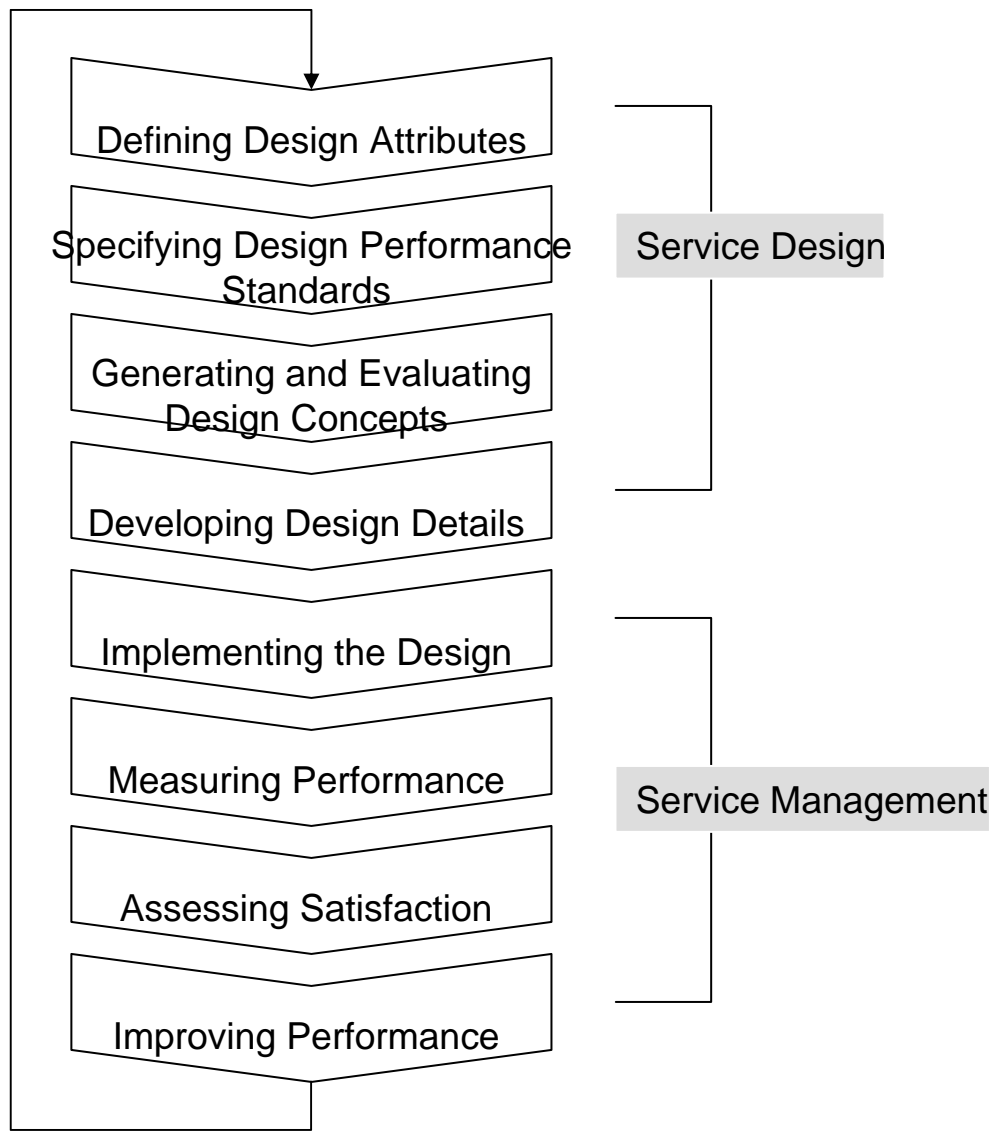 Defining Design Attributes
Specifying Design Performance
Standards
Service Design
Generating and Evaluating
Design Concepts
Developing Design Details
Implementing the Design
Measuring Performance
Service Management
Assessing Satisfaction
Improving Performance